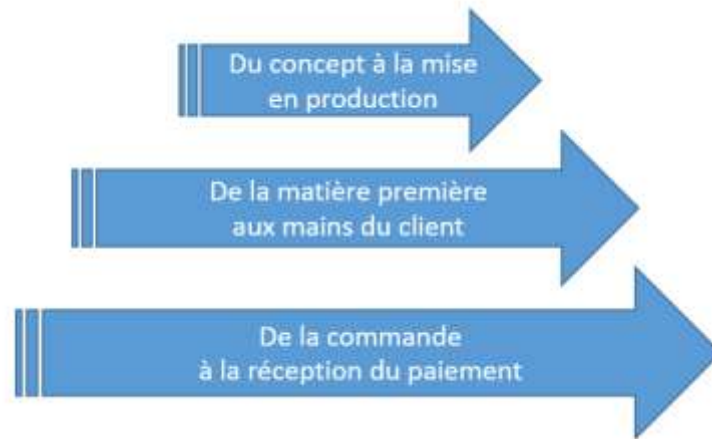 Du concept à la mise
en production
De la matière première
aux mains du client
De la commande
à la réception du paiement